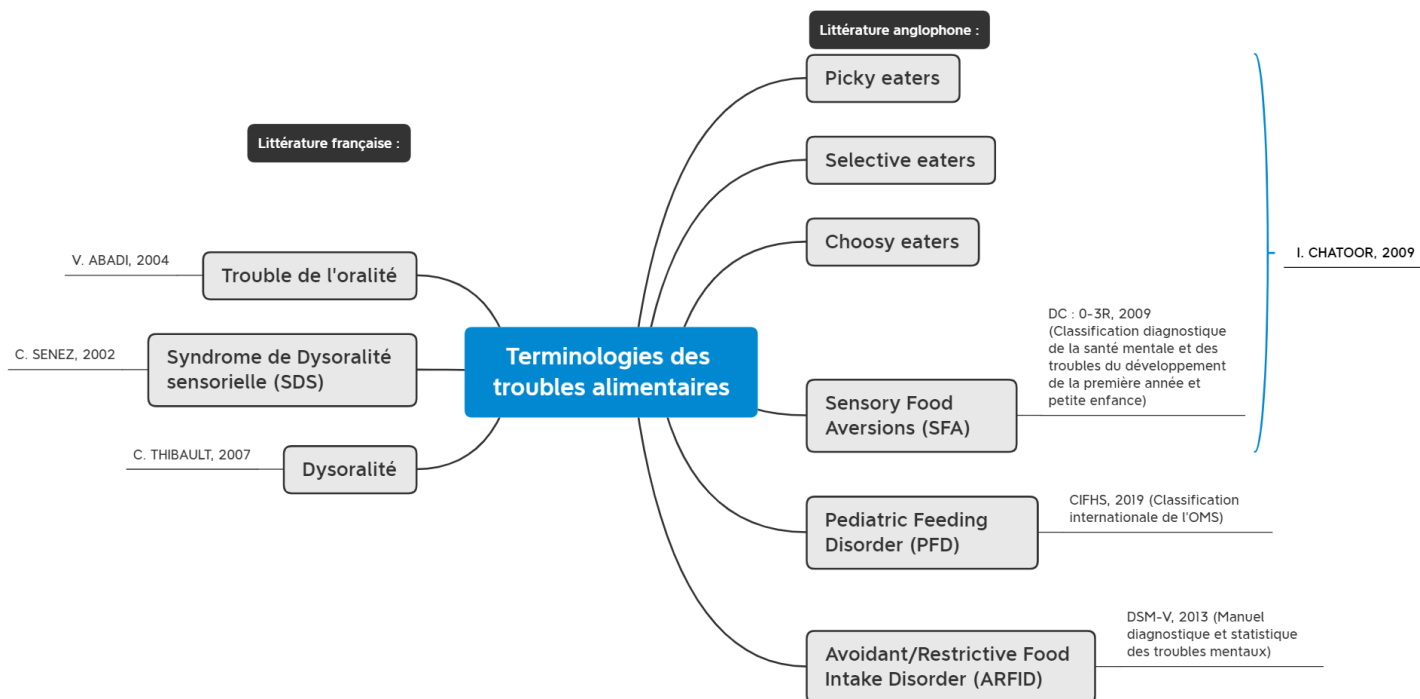 Littérature française :
V. ABADI, 2004
Trouble de l'oralité
C. SENEZ, 2002
Syndrome de Dysoralité
sensorielle (SDS)
C. THIBAULT, 2007
Dysoralité
Terminologies des
troubles alimentaires
Littérature anglophone :
Picky eaters
Selective eaters
Choosy eaters
Sensory Food
Aversions (SFA)
DC : 0-3R, 2009
(Classification diagnostique
de la santé mentale et des
troubles du développement
de la première année et
petite enfance)
I. CHATOOR, 2009
Pediatric Feeding
Disorder (PFD)
CIFHS, 2019 (Classification
internationale de l'OMS)
Avoidant/Restrictive Food
Intake Disorder (ARFID)
DSM-V, 2013 (Manuel
diagnostique et statistique
des troubles mentaux)